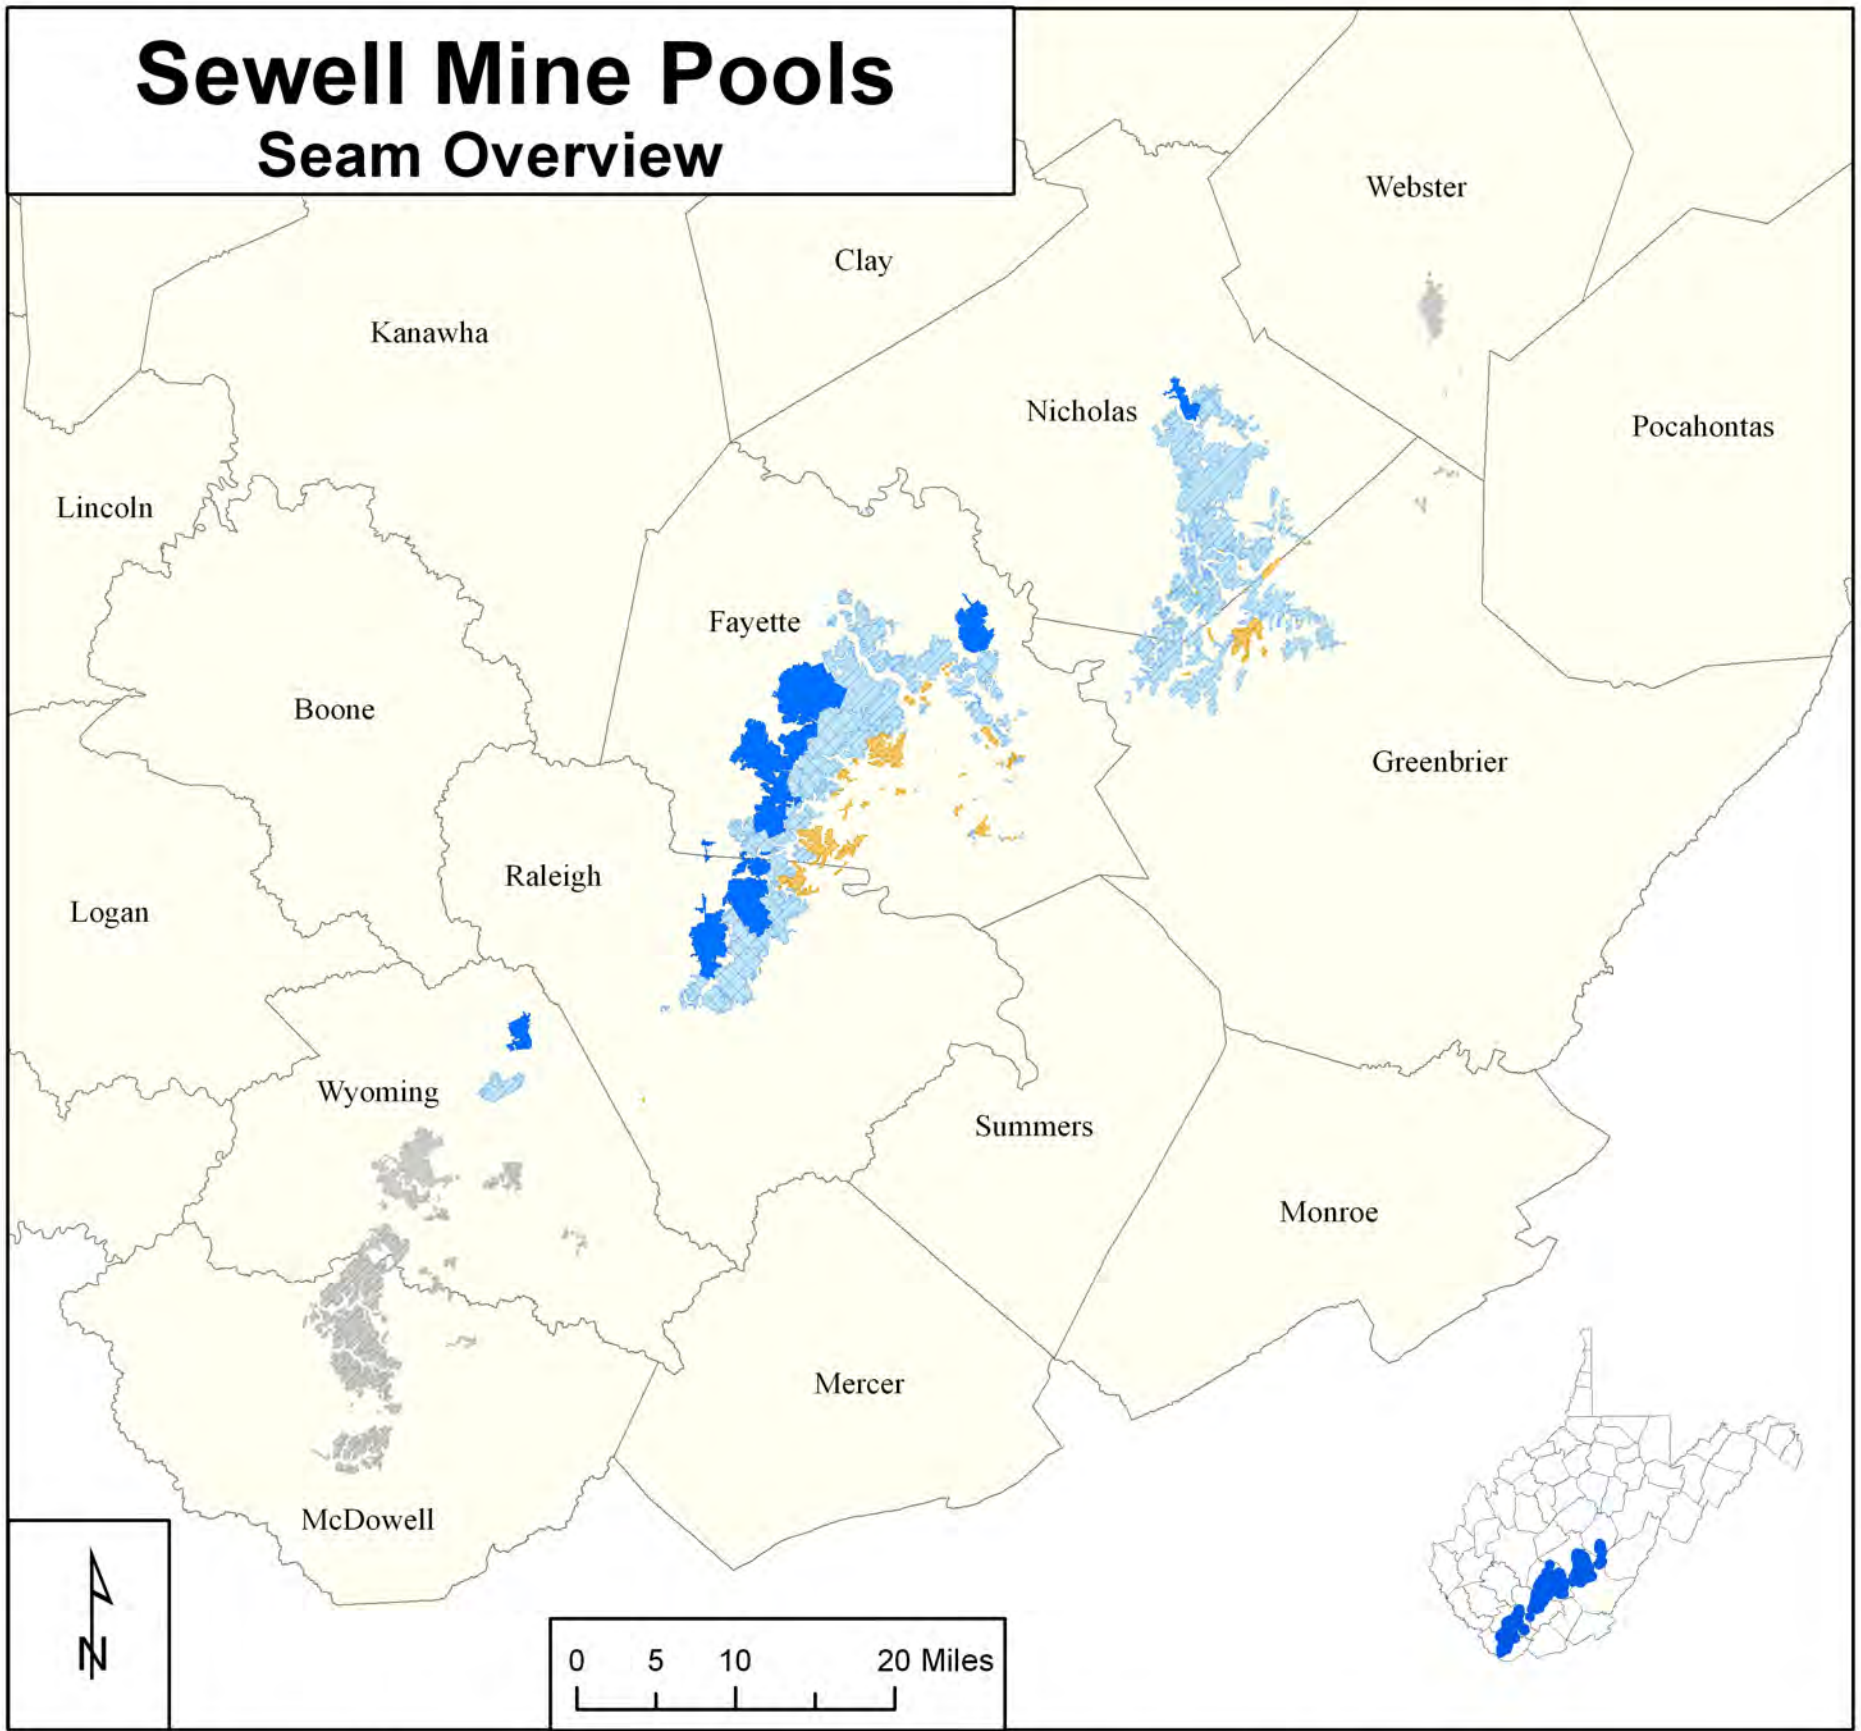 Sewell Mine Pools
Seam Overview
Webster
Clay
Kanawha
Nicholas
Pocahontas
Lincoln
Fayette
Boone
Greenbrier
Raleigh
Logan
Wyoming
Summers
Monroe
Mercer
McDowell
N
0 5 10 20 Miles